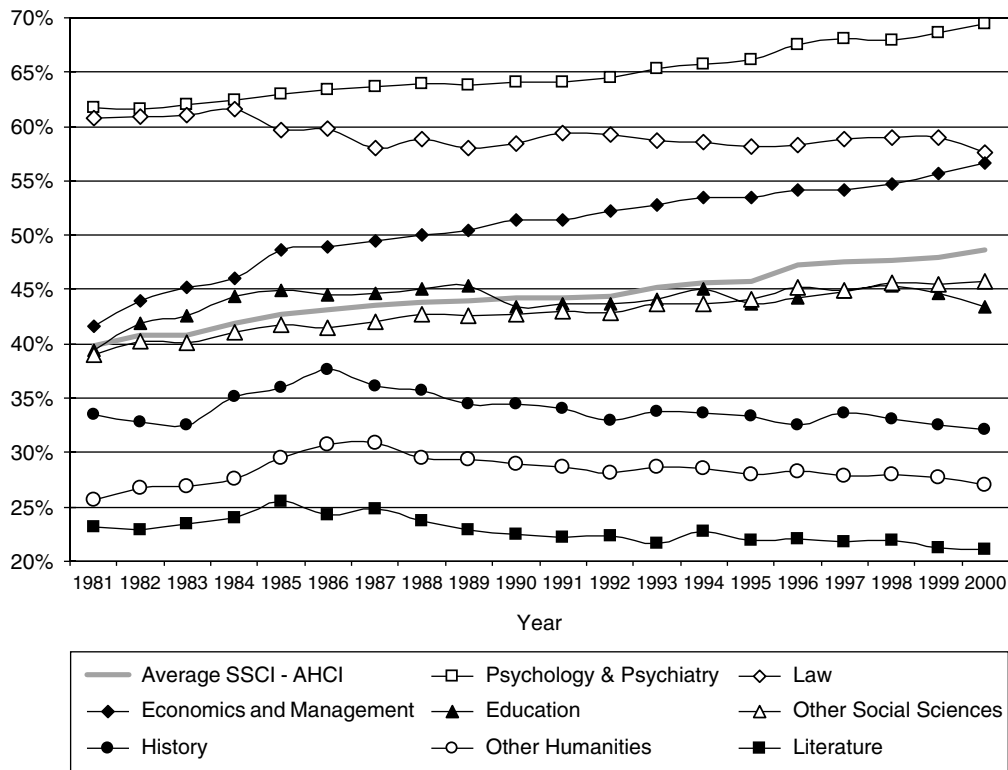 70%
65%
60%
55%
50%
45%
40%
35%
30%
25%
20%
1981 1982 1983 1984 1985 1986 1987 1988 1989 1990 1991 1992 1993 1994 1995 1996 1997 1998 1999 2000
Year
Average SSCI - AHCI Psychology & Psychiatry Law
Economics and Management Education Other Social Sciences
History Other Humanities Literature